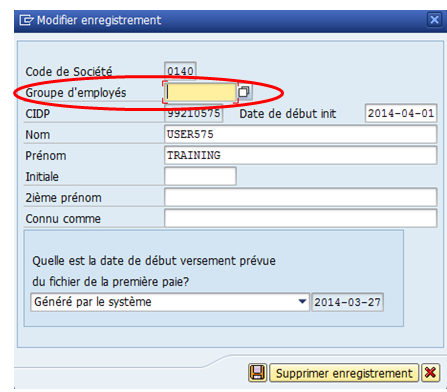 Modifier enregistrement
Code de Société 0140
Groupe d'employés
CIDP 99210575 Date de début init 2014-04-01
Nom USER575
Prénom TRAINING
Initiale
2ième prénom
Connu comme
Quelle est la date de début versement prévue
du fichier de la première paie?
Généré par le système 2014-03-27
Supprimer enregistrement